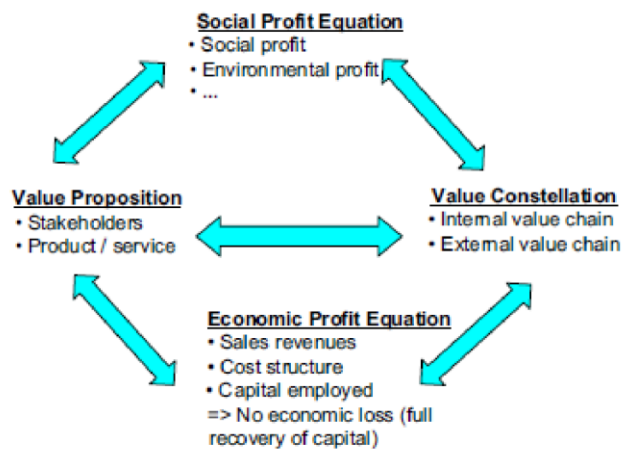 Social Profit Equation
• Social profit
• Environmental profit
• ...
Value Proposition
• Stakeholders
• Product / service
Value Constellation
• Internal value chain
• External value chain
Economic Profit Equation
• Sales revenues
• Cost structure
• Capital employed
=> No economic loss (full
recovery of capital)